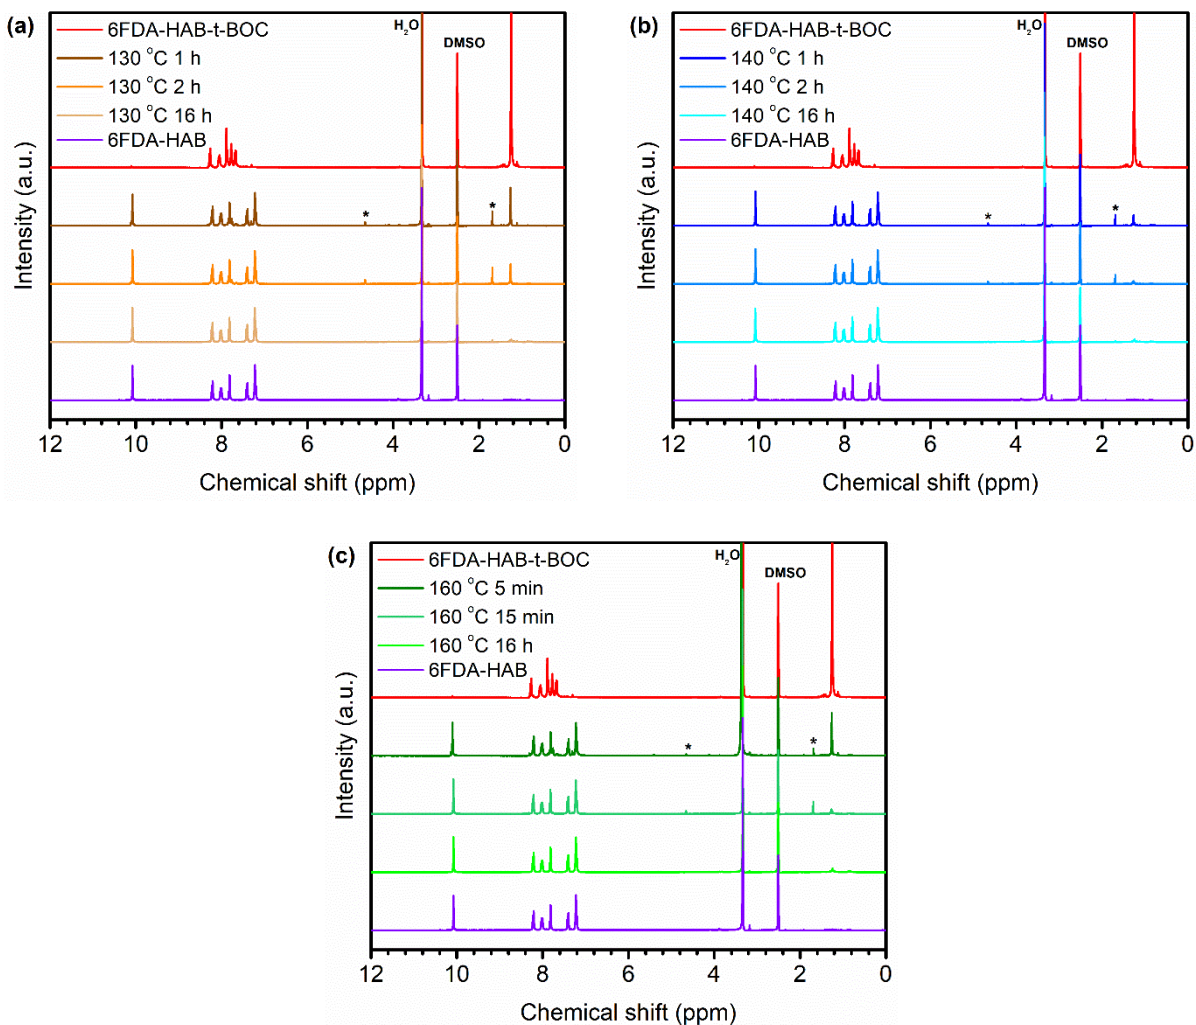 (a)
6FDA-HAB-t-BOC
130 °C 1 h
130 °C 2 h
130 °C 16 h
6FDA-HAB
H₂O
DMSO
*
*
Intensity (a.u.)
12 10 8 6 4 2 0
Chemical shift (ppm)
(b)
6FDA-HAB-t-BOC
140 °C 1 h
140 °C 2 h
140 °C 16 h
6FDA-HAB
H₂O
DMSO
*
*
Intensity (a.u.)
12 10 8 6 4 2 0
Chemical shift (ppm)
(c)
6FDA-HAB-t-BOC
160 °C 5 min
160 °C 15 min
160 °C 16 h
6FDA-HAB
H₂O
DMSO
*
*
Intensity (a.u.)
12 10 8 6 4 2 0
Chemical shift (ppm)